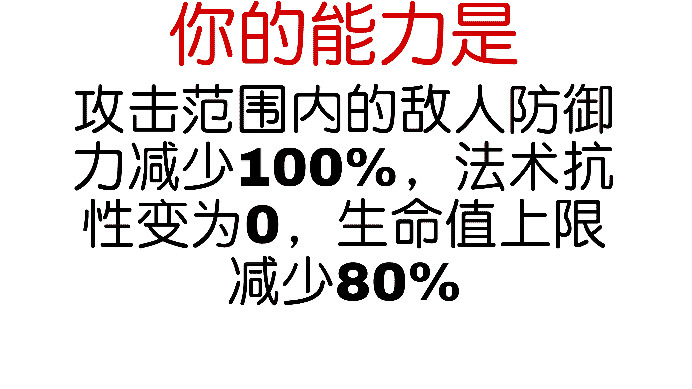 你的能力是
攻击范围内的敌人防御
力减少100%，法术抗
性变为0，生命值上限
减少80%